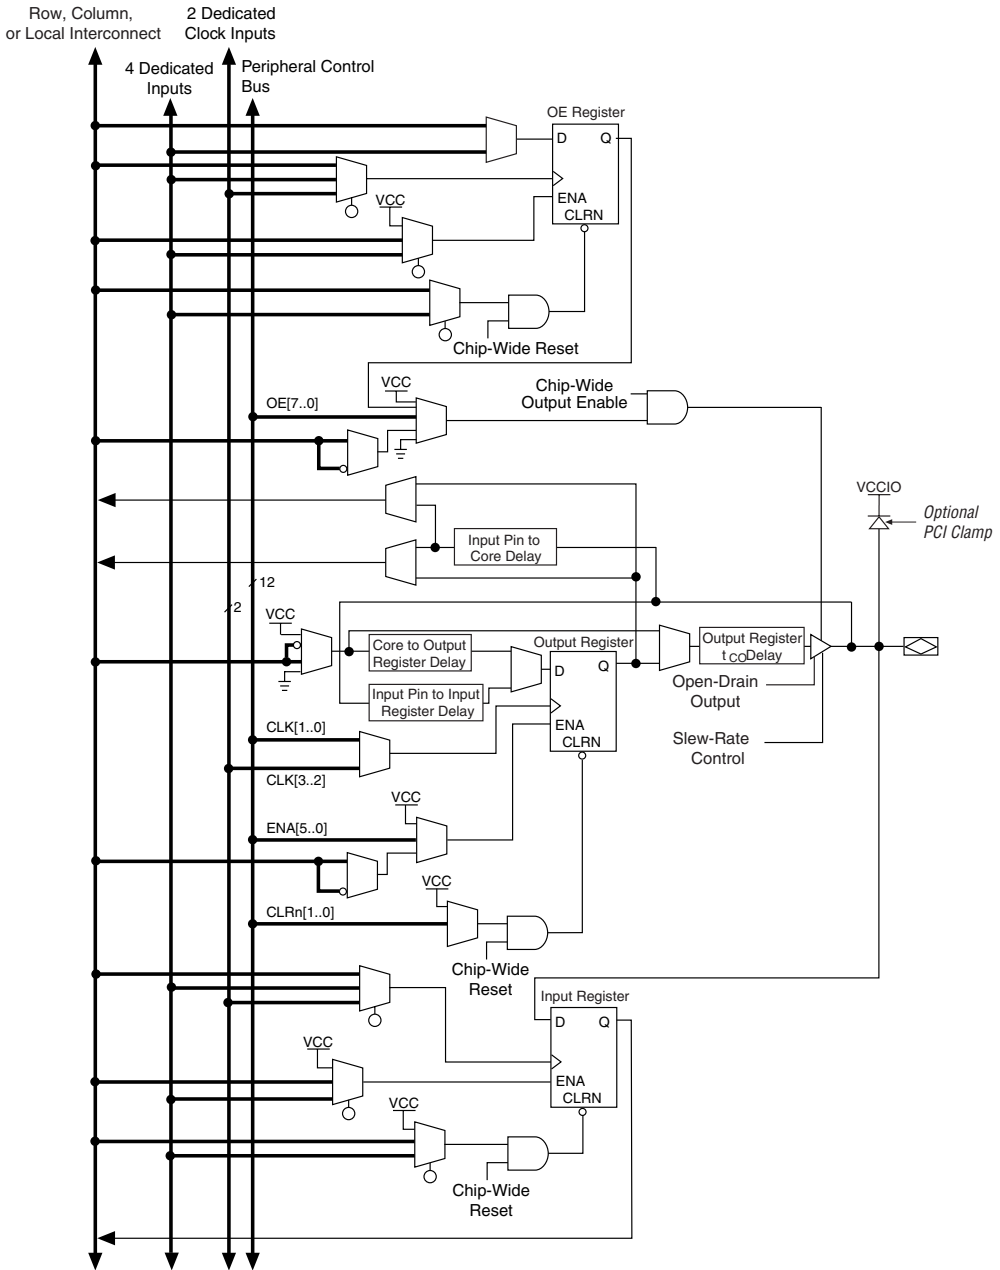 Row, Column,
or Local Interconnect
2 Dedicated
Clock Inputs
4 Dedicated
Inputs
Peripheral Control
Bus
OE Register
D Q
ENA
CLRN
VCC
Chip-Wide Reset
VCC
OE[7..0]
Chip-Wide
Output Enable
VCCIO
Optional
PCI Clamp
Input Pin to
Core Delay
12
2
VCC
Core to Output
Register Delay
Input Pin to Input
Register Delay
Output Register
D Q
ENA
CLRN
Output Register
tCODelay
Open-Drain
Output
Slew-Rate
Control
CLK[1..0]
CLK[3..2]
VCC
ENA[5..0]
VCC
CLRn[1..0]
Chip-Wide
Reset
Input Register
D Q
ENA
CLRN
VCC
VCC
Chip-Wide
Reset